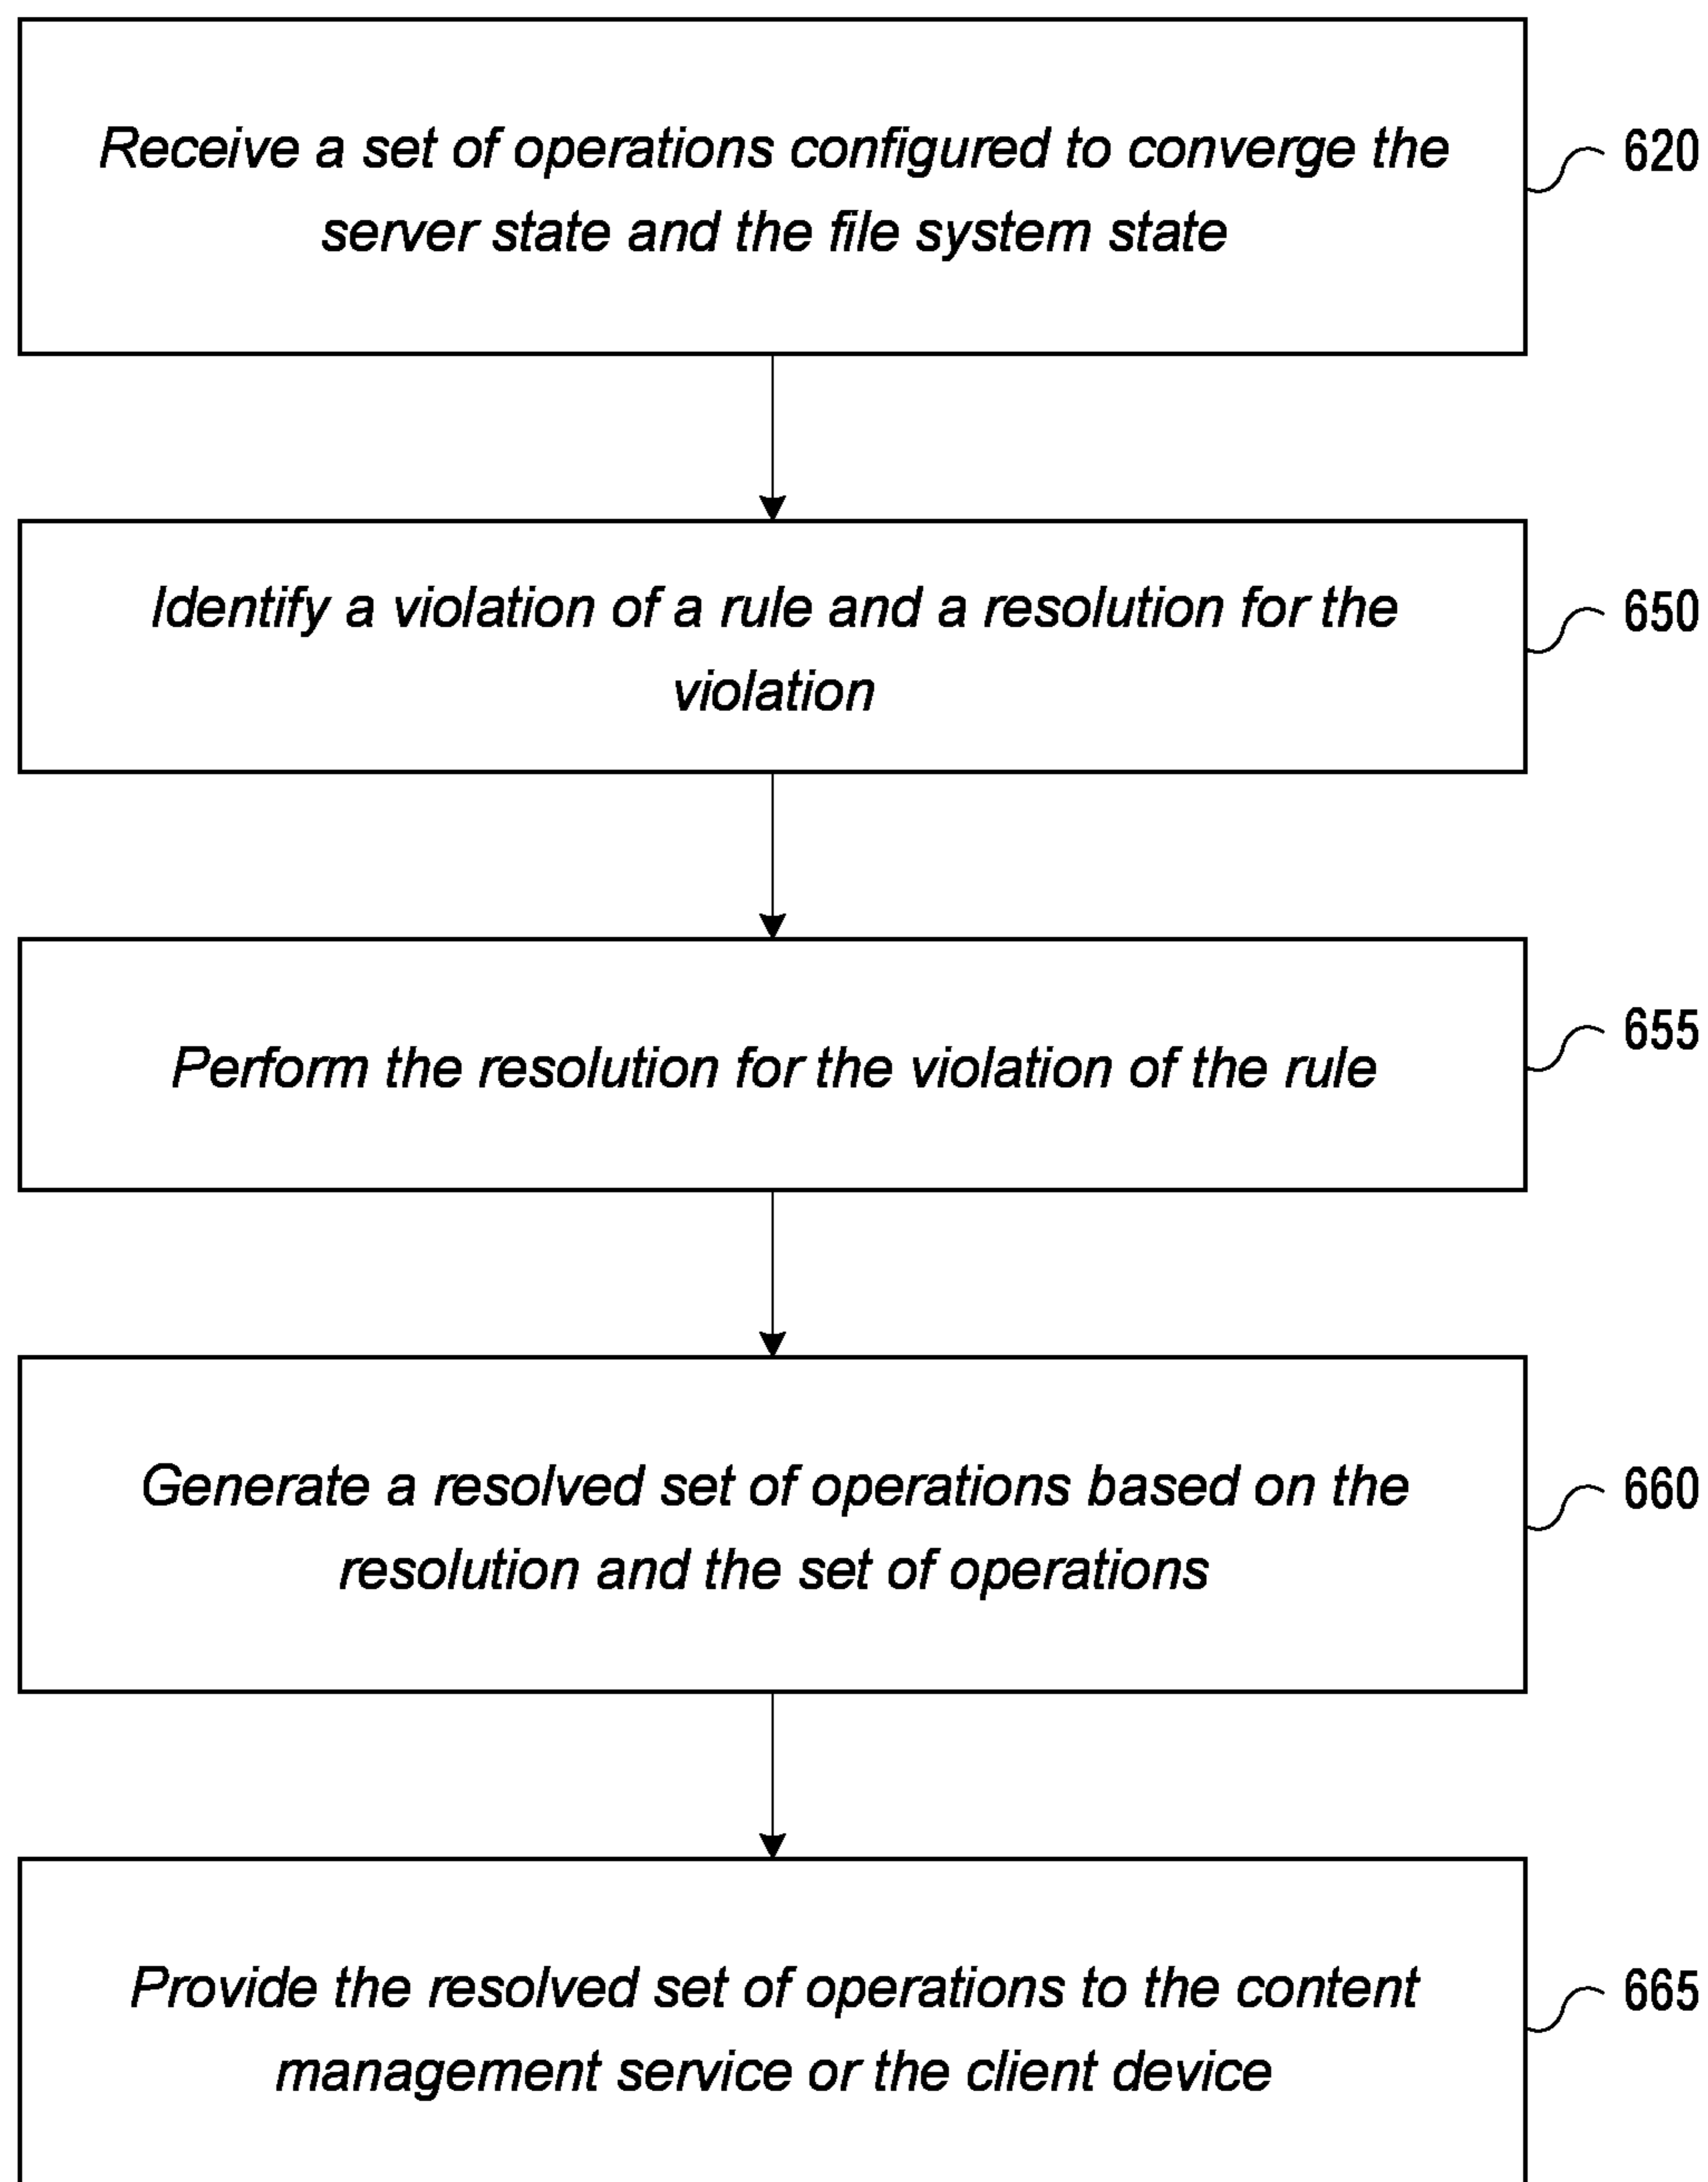 Receive a set of operations configured to converge the
server state and the file system state
620
Identify a violation of a rule and a resolution for the
violation
650
Perform the resolution for the violation of the rule
655
Generate a resolved set of operations based on the
resolution and the set of operations
660
Provide the resolved set of operations to the content
management service or the client device
665